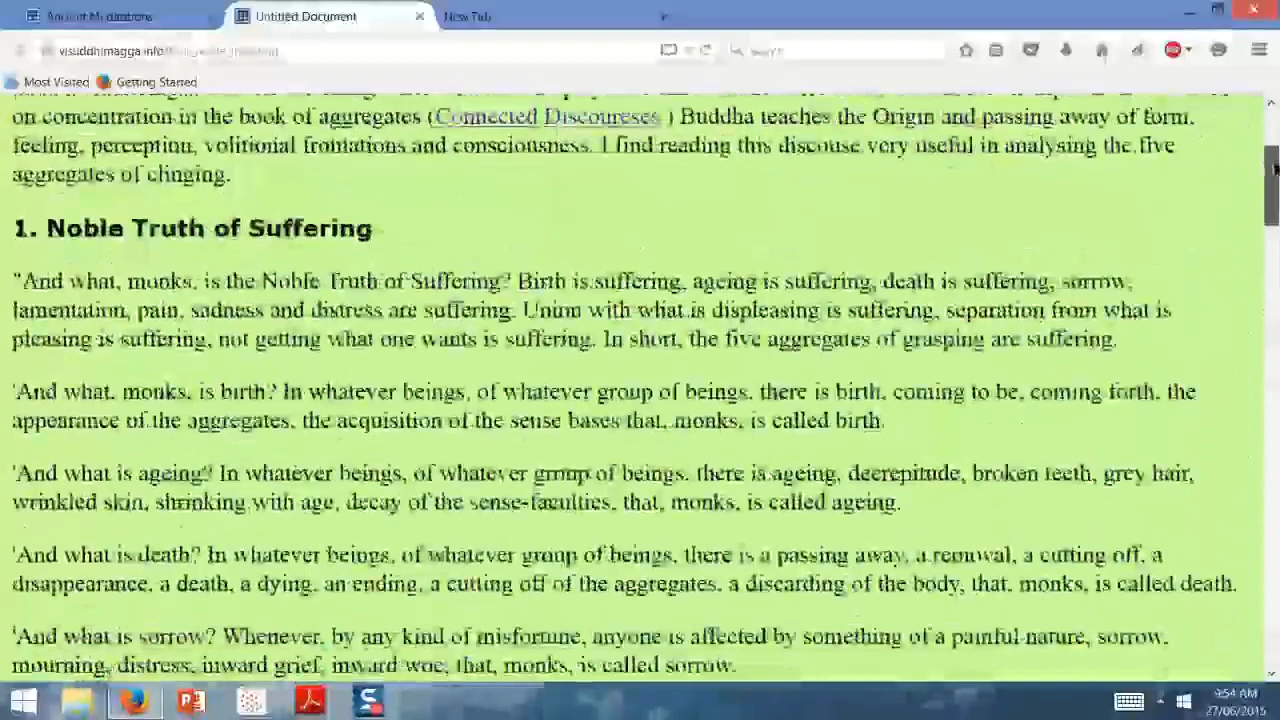 Ancient Meditations
Untitled Document
New Tab
visuddhimagga.info
Search
Most Visited
Getting Started
on concentration in the book of aggregates (Connected Discoureses ) Buddha teaches the Origin and passing away of form,
feeling, perception, volitional fromations and consciousness. I find reading this discouse very useful in analysing the five
aggregates of clinging.
1. Noble Truth of Suffering
"And what, monks, is the Noble Truth of Suffering? Birth is suffering, ageing is suffering, death is suffering, sorrow,
lamentation, pain, sadness and distress are suffering. Union with what is displeasing is suffering, separation from what is
pleasing is suffering, not getting what one wants is suffering. In short, the five aggregates of grasping are suffering.
'And what, monks, is birth? In whatever beings, of whatever group of beings, there is birth, coming to be, coming forth, the
appearance of the aggregates, the acquisition of the sense bases that, monks, is called birth.
'And what is ageing? In whatever beings, of whatever group of beings, there is ageing, decrepitude, broken teeth, grey hair,
wrinkled skin, shrinking with age, decay of the sense-faculties, that, monks, is called ageing.
'And what is death? In whatever beings, of whatever group of beings, there is a passing away, a removal, a cutting off, a
disappearance, a death, a dying, an ending, a cutting off of the aggregates, a discarding of the body, that, monks, is called death.
'And what is sorrow? Whenever, by any kind of misfortune, anyone is affected by something of a painful nature, sorrow,
mourning, distress, inward grief, inward woe, that, monks, is called sorrow.
9:54 AM
27/06/2015